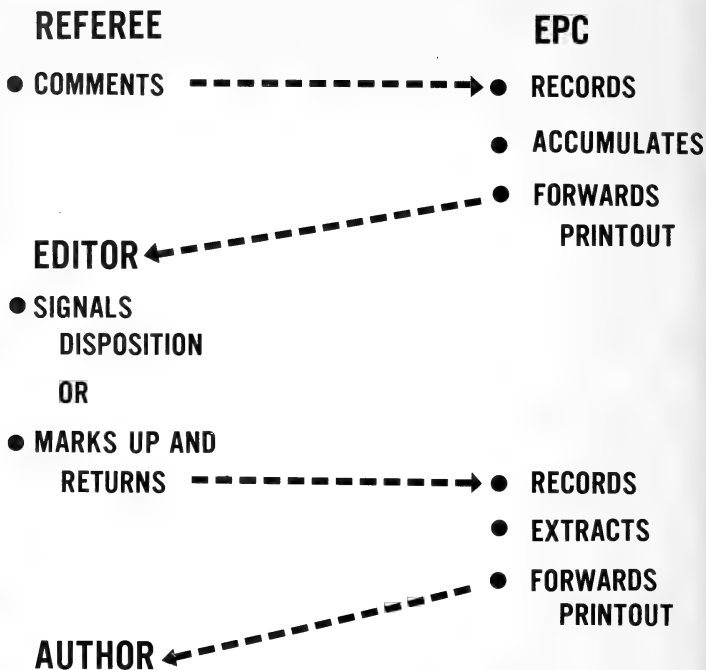 REFEREE
EPC
• COMMENTS
• RECORDS
• ACCUMULATES
• FORWARDS
PRINTOUT
EDITOR
• SIGNALS
DISPOSITION
OR
• MARKS UP AND
RETURNS
• RECORDS
• EXTRACTS
• FORWARDS
PRINTOUT
AUTHOR